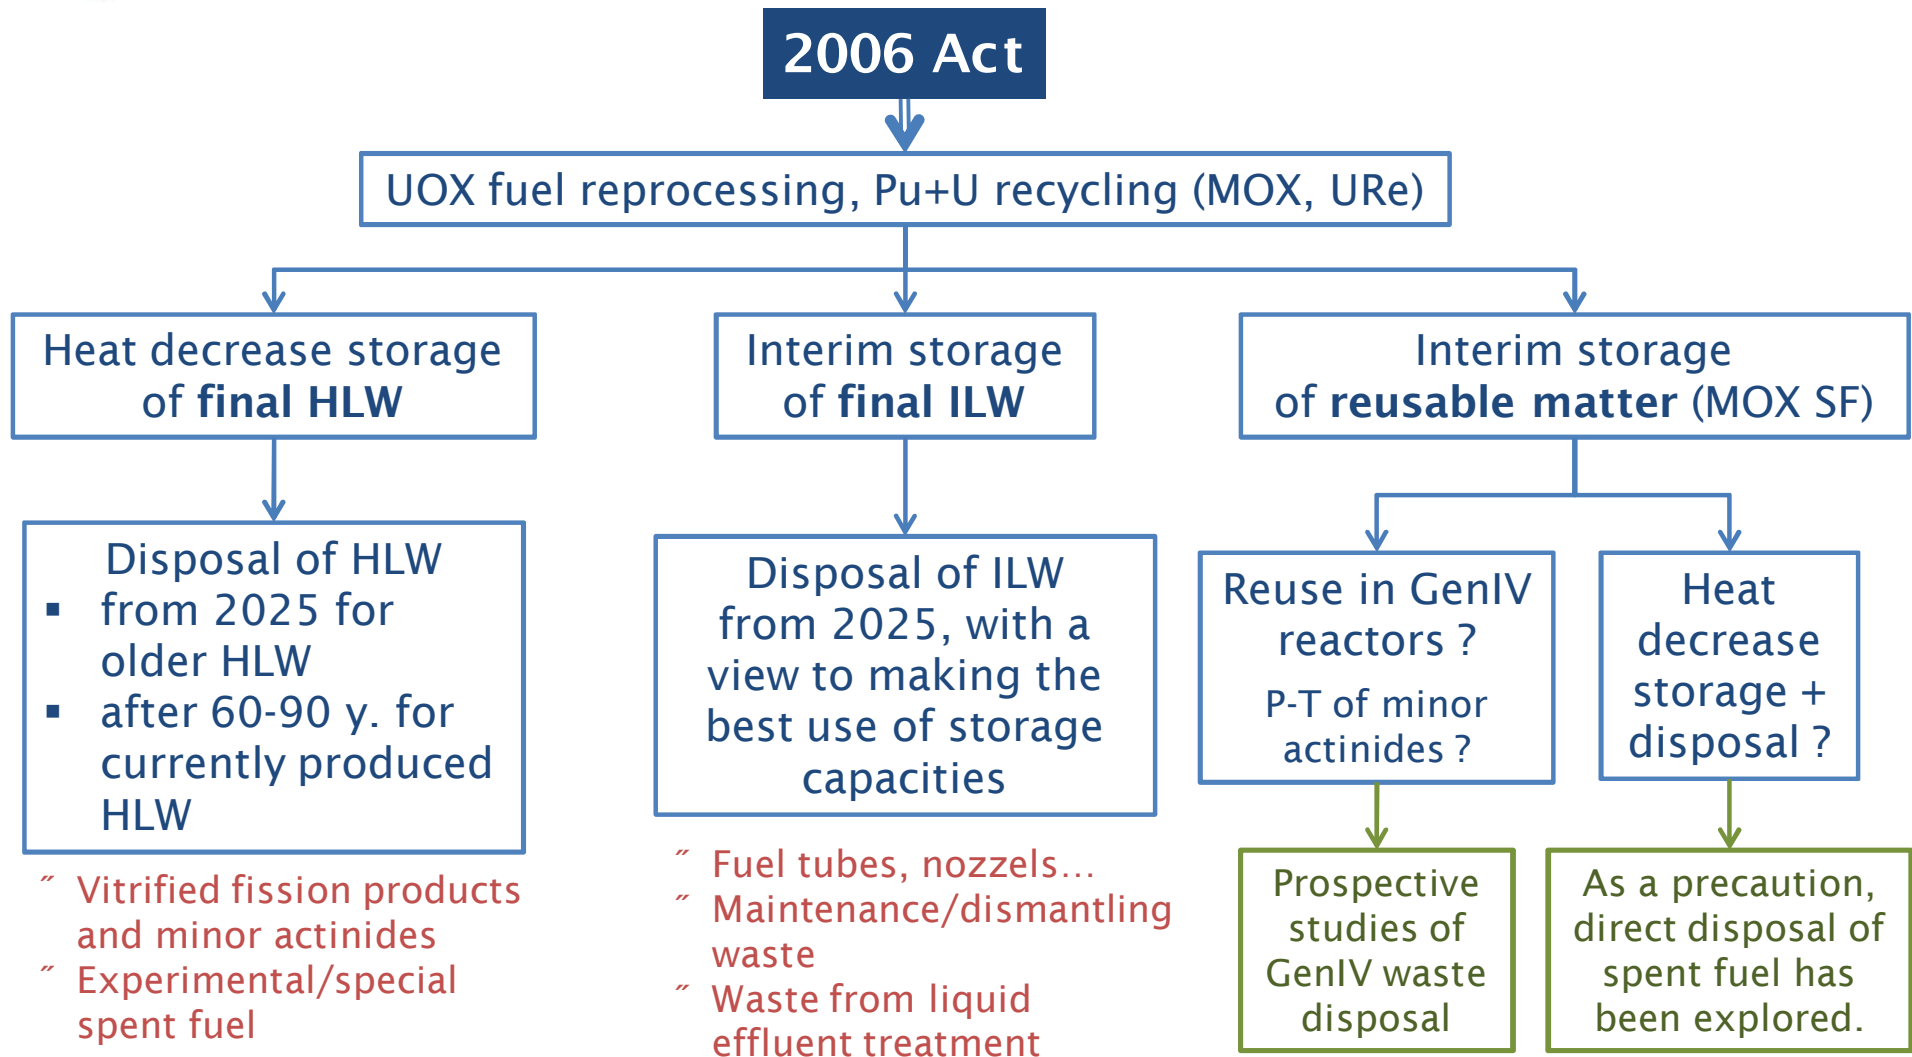 2006 Act
UOX fuel reprocessing, Pu+U recycling (MOX, URe)
Heat decrease storage
of final HLW
Interim storage
of final ILW
Interim storage
of reusable matter (MOX SF)
Disposal of HLW
▪ from 2025 for
older HLW
▪ after 60-90 y. for
currently produced
HLW
˝ Vitrified fission products
and minor actinides
˝ Experimental/special
spent fuel
Disposal of ILW
from 2025, with a
view to making the
best use of storage
capacities
˝ Fuel tubes, nozzels…
˝ Maintenance/dismantling
waste
˝ Waste from liquid
effluent treatment
Reuse in GenIV
reactors ?
P-T of minor
actinides ?
Heat
decrease
storage +
disposal ?
Prospective
studies of
GenIV waste
disposal
As a precaution,
direct disposal of
spent fuel has
been explored.